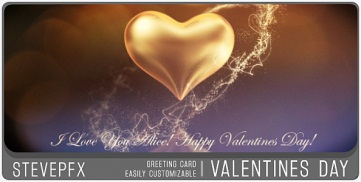 I Love You Alice! Happy Valentines Day!
STEVEPFX
GREETING CARD
EASILY CUSTOMIZABLE
VALENTINES DAY